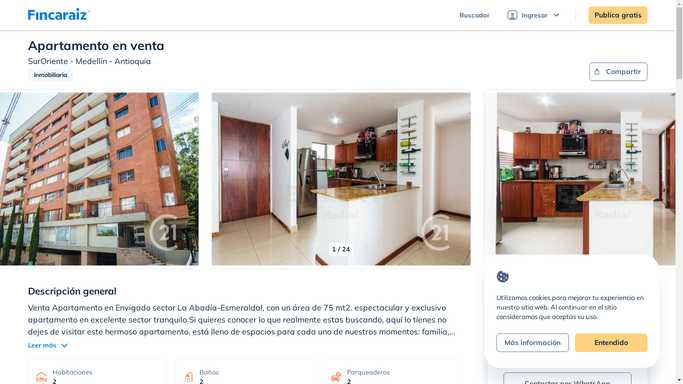 Fincaraiz
Buscador
Ingresar
Publica gratis
Apartamento en venta
SurOriente - Medellín - Antioquia
Inmobiliaria
Compartir
C21
C21
1 / 24
Descripción general
Venta Apartamento en Envigado sector La Abadía-Esmeraldal, con un área de 75 mt2. espectacular y exclusivo
apartamento en excelente sector tranquilo Si quieres conocer lo que realmente estas buscando, aquí lo tienes no
dejes de visitar este hermoso apartamento, está lleno de espacios para cada uno de nuestros momentos: familia,...
Leer más
Habitaciones
2
Baños
2
Parqueaderos
2
Utilizamos cookies para mejorar tu experiencia en
nuestro sitio web. Al continuar en el sitio
consideramos que aceptas su uso.
Más información
Entendido
Contactar por WhatsApp